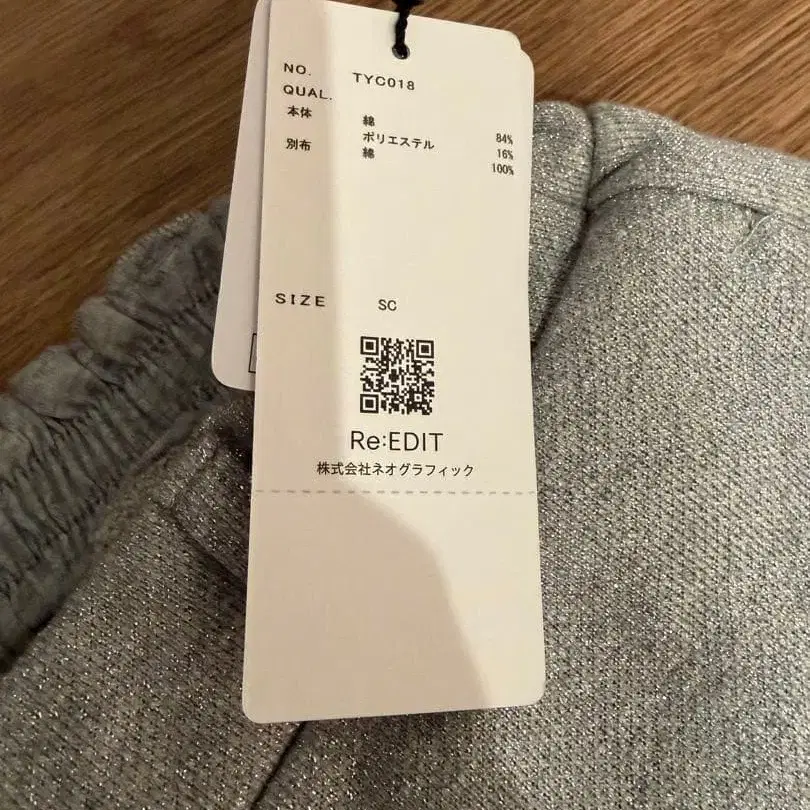 NO. TYC018
QUAL.
本体 綿 84%
ポリエステル 16%
別布 綿 100%
SIZE SC
Re:EDIT
株式会社ネオグラフィック